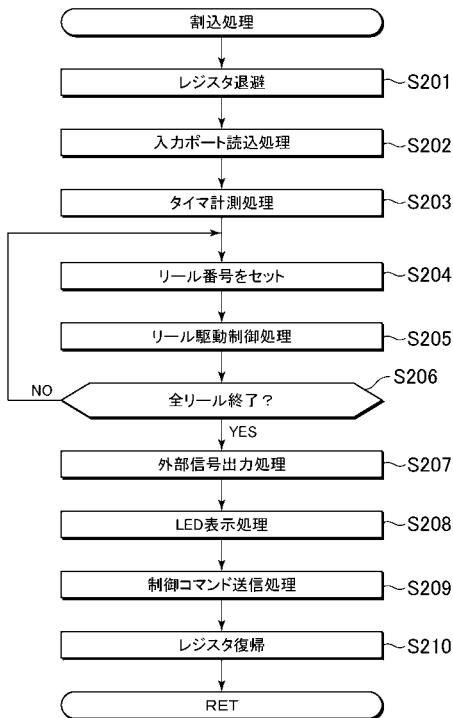 割込処理
レジスタ退避 S201
入力ポート読込処理 S202
タイマ計測処理 S203
リール番号をセット S204
リール駆動制御処理 S205
S206
NO 全リール終了?
YES
外部信号出力処理 S207
LED表示処理 S208
制御コマンド送信処理 S209
レジスタ復帰 S210
RET